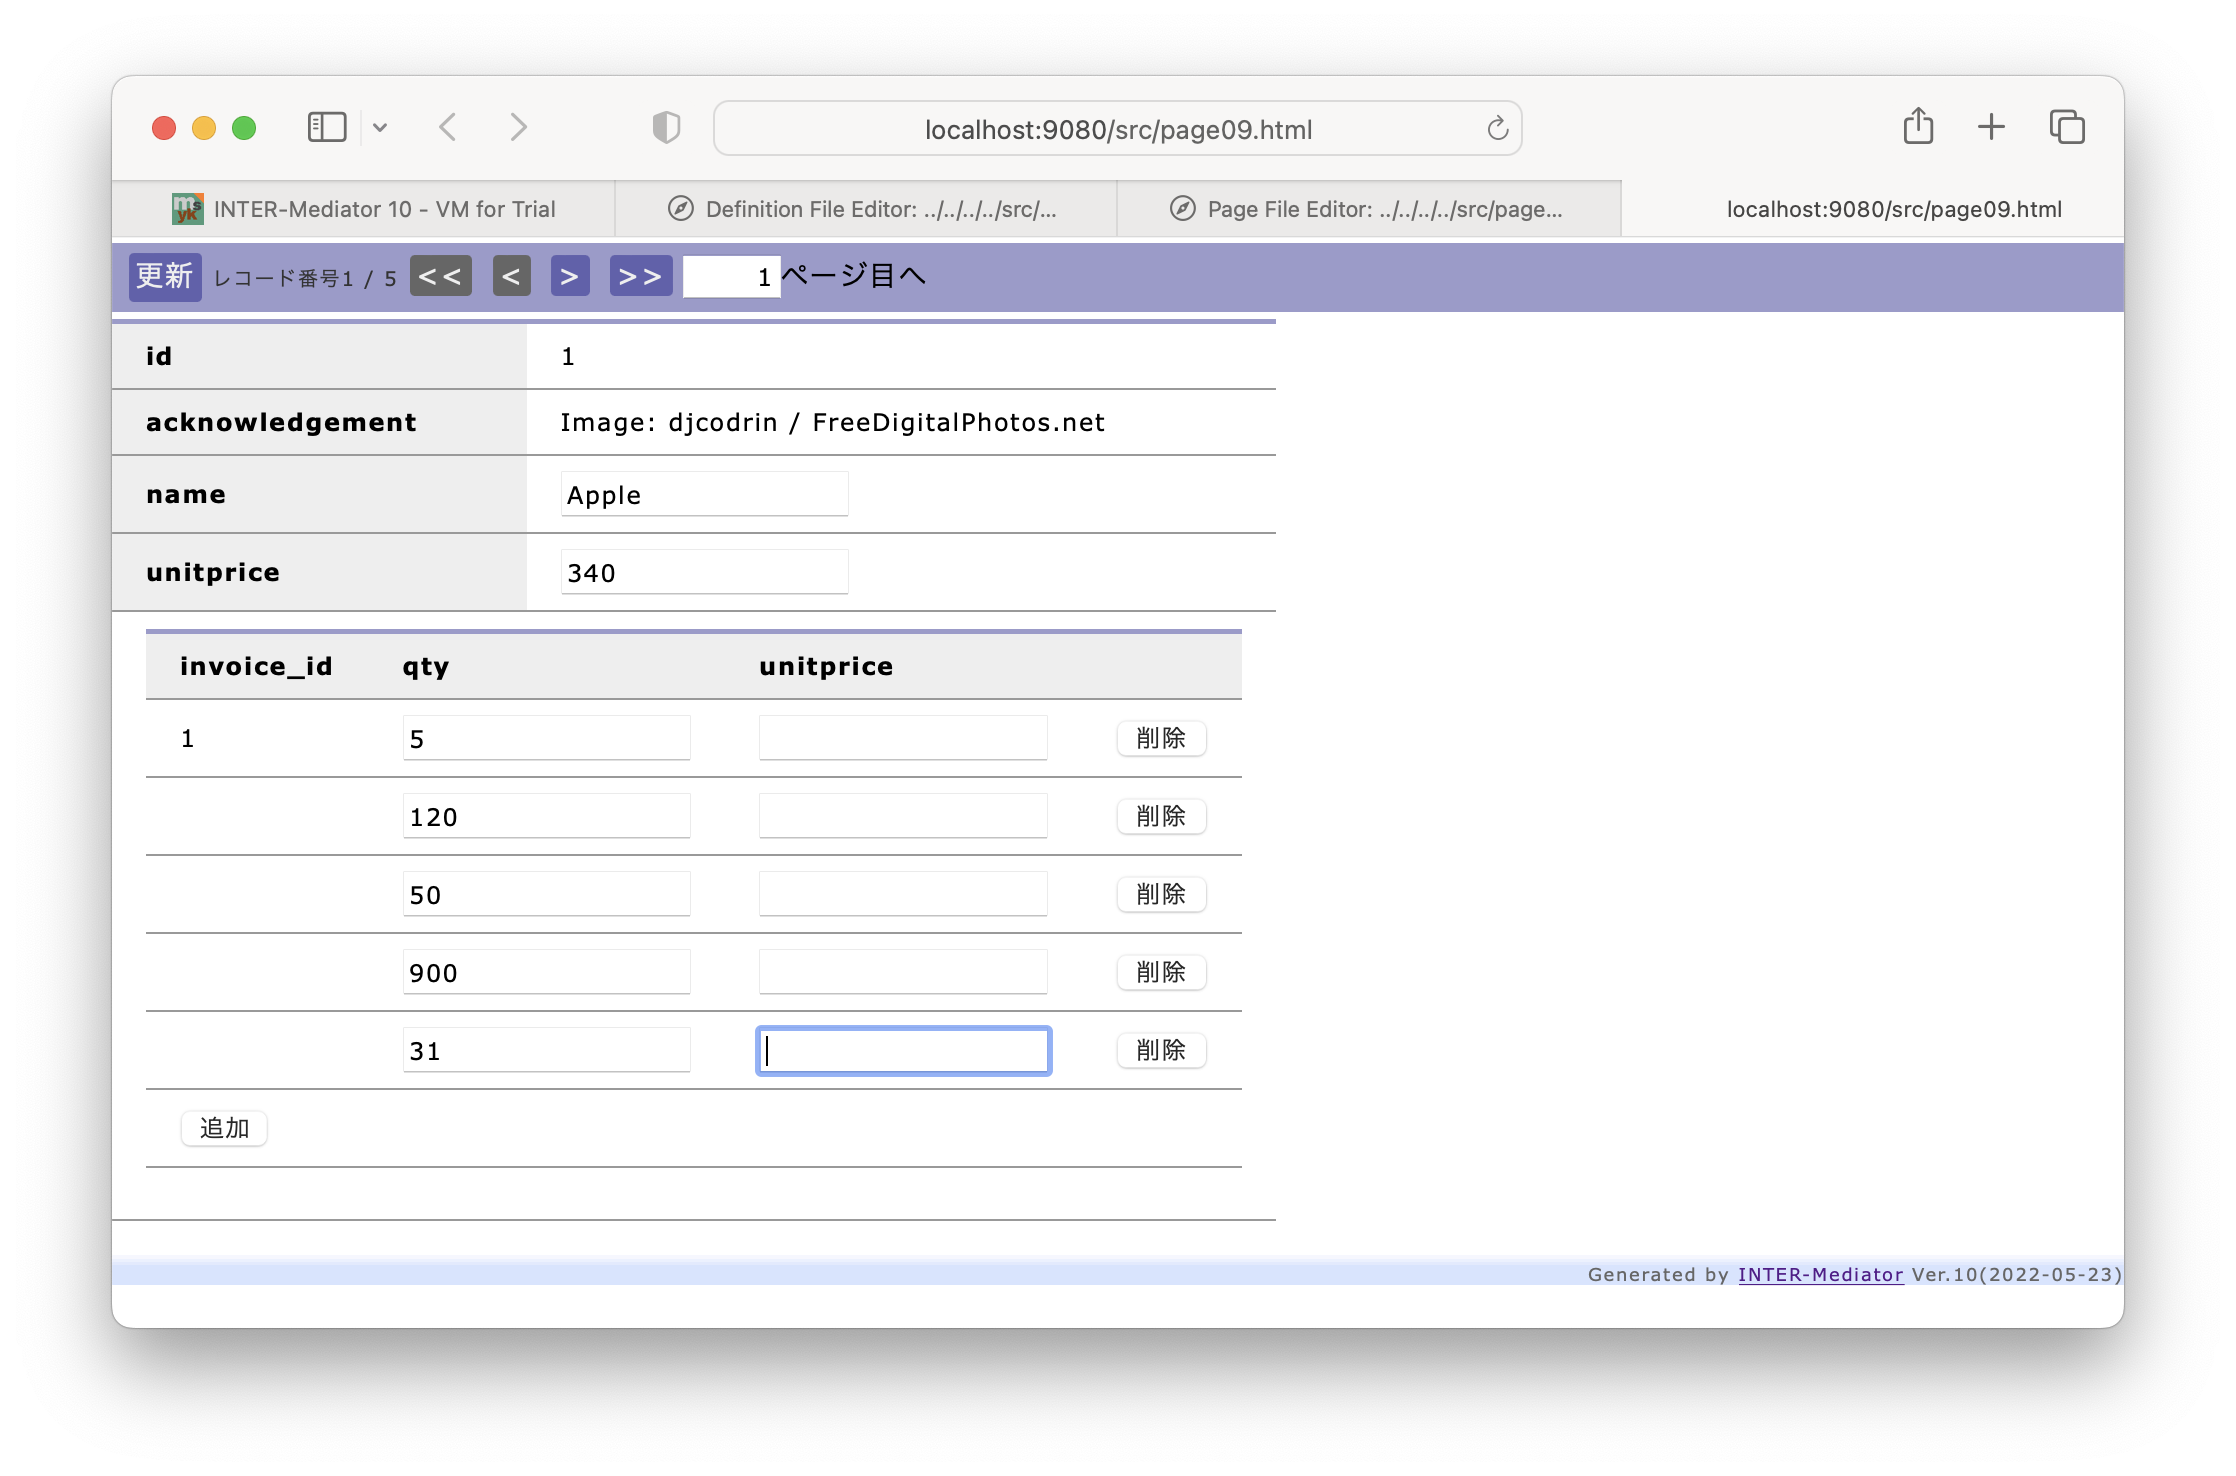 localhost:9080/src/page09.html
INTER-Mediator 10 - VM for Trial
Definition File Editor: ../../../../src/...
Page File Editor: ../../../../src/page...
localhost:9080/src/page09.html
更新 レコード番号1 / 5 << < > >> 1 ページ目へ
id 1
acknowledgement Image: djcodrin / FreeDigitalPhotos.net
name Apple
unitprice 340
invoice_id qty unitprice
1 5 削除
120 削除
50 削除
900 削除
31 削除
追加
Generated by INTER-Mediator Ver.10(2022-05-23)